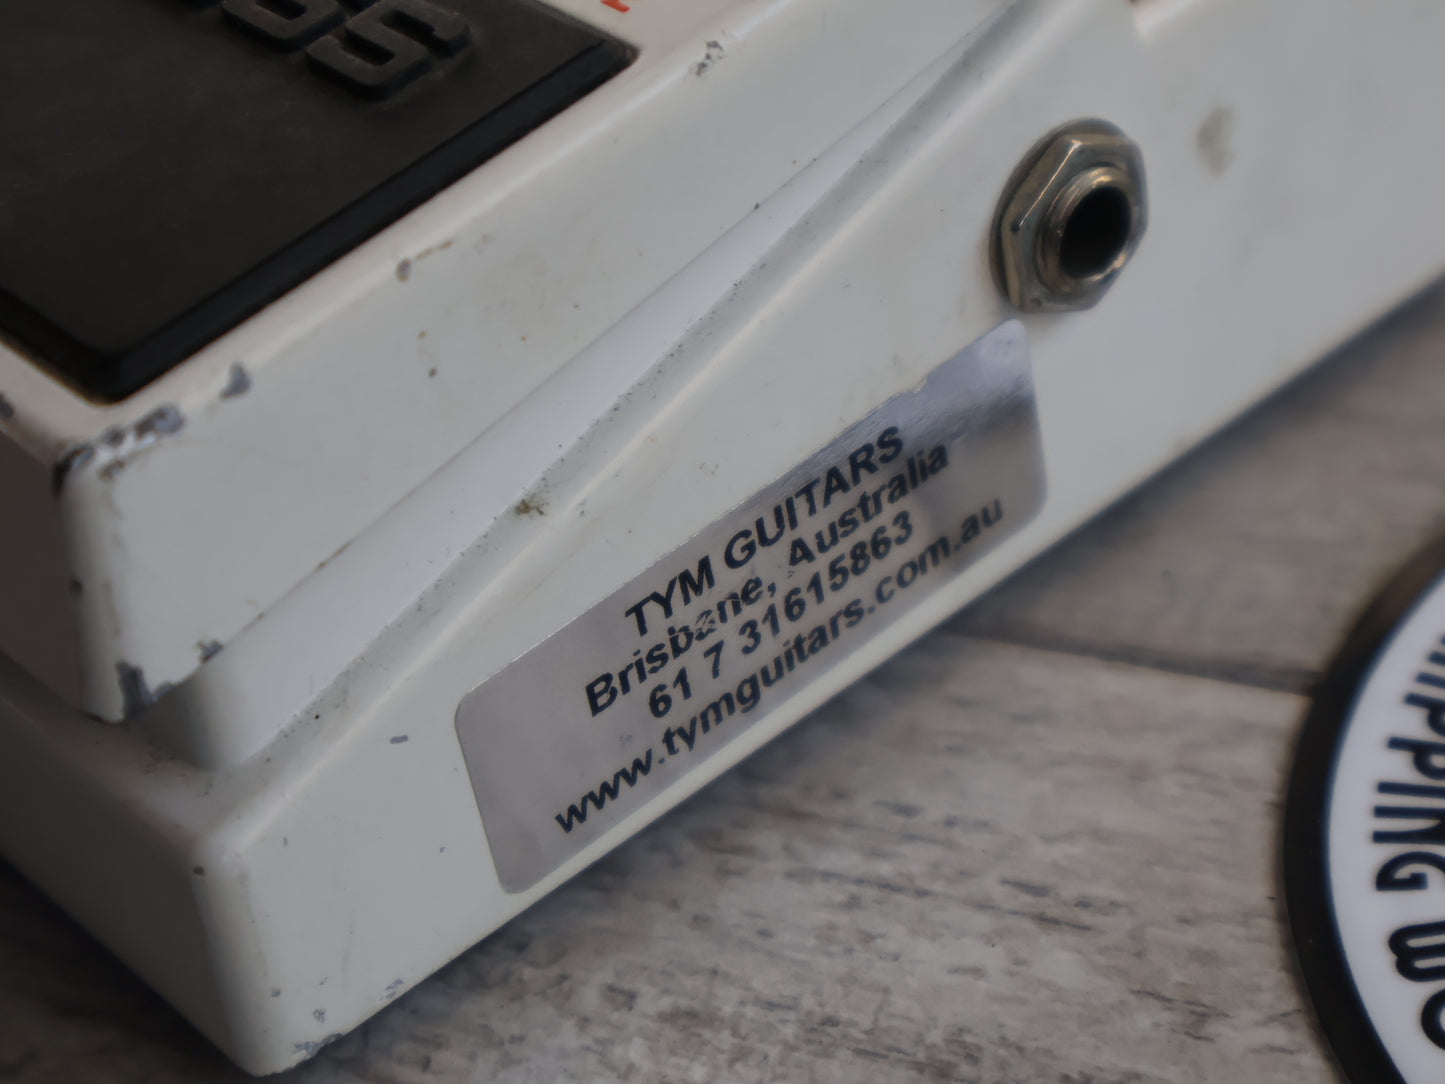 TYM GUITARS
Brisbane, Australia
61 7 31615863
www.tymguitars.com.au